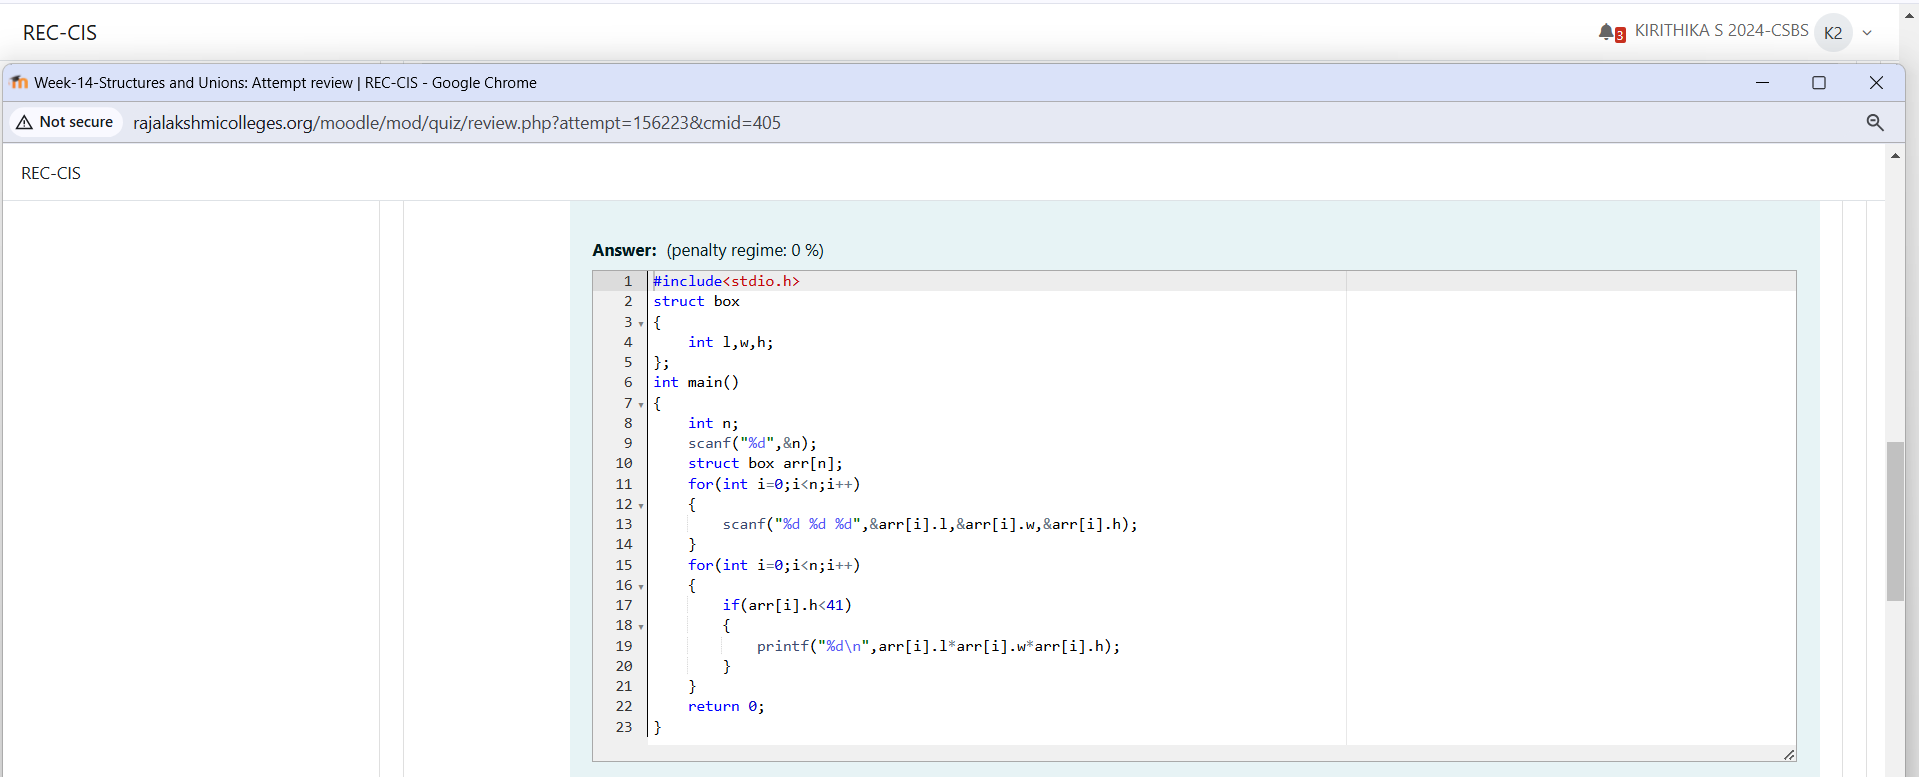 REC-CIS
3 KIRITHIKA S 2024-CSBS K2
Week-14-Structures and Unions: Attempt review | REC-CIS - Google Chrome
Not secure rajalakshmicolleges.org/moodle/mod/quiz/review.php?attempt=156223&cmid=405
REC-CIS
Answer: (penalty regime: 0 %)
1 #include<stdio.h>
2 struct box
3 {
4     int l,w,h;
5 };
6 int main()
7 {
8     int n;
9     scanf("%d",&n);
10     struct box arr[n];
11     for(int i=0;i<n;i++)
12     {
13         scanf("%d %d %d",&arr[i].l,&arr[i].w,&arr[i].h);
14     }
15     for(int i=0;i<n;i++)
16     {
17         if(arr[i].h<41)
18         {
19             printf("%d\n",arr[i].l*arr[i].w*arr[i].h);
20         }
21     }
22     return 0;
23 }